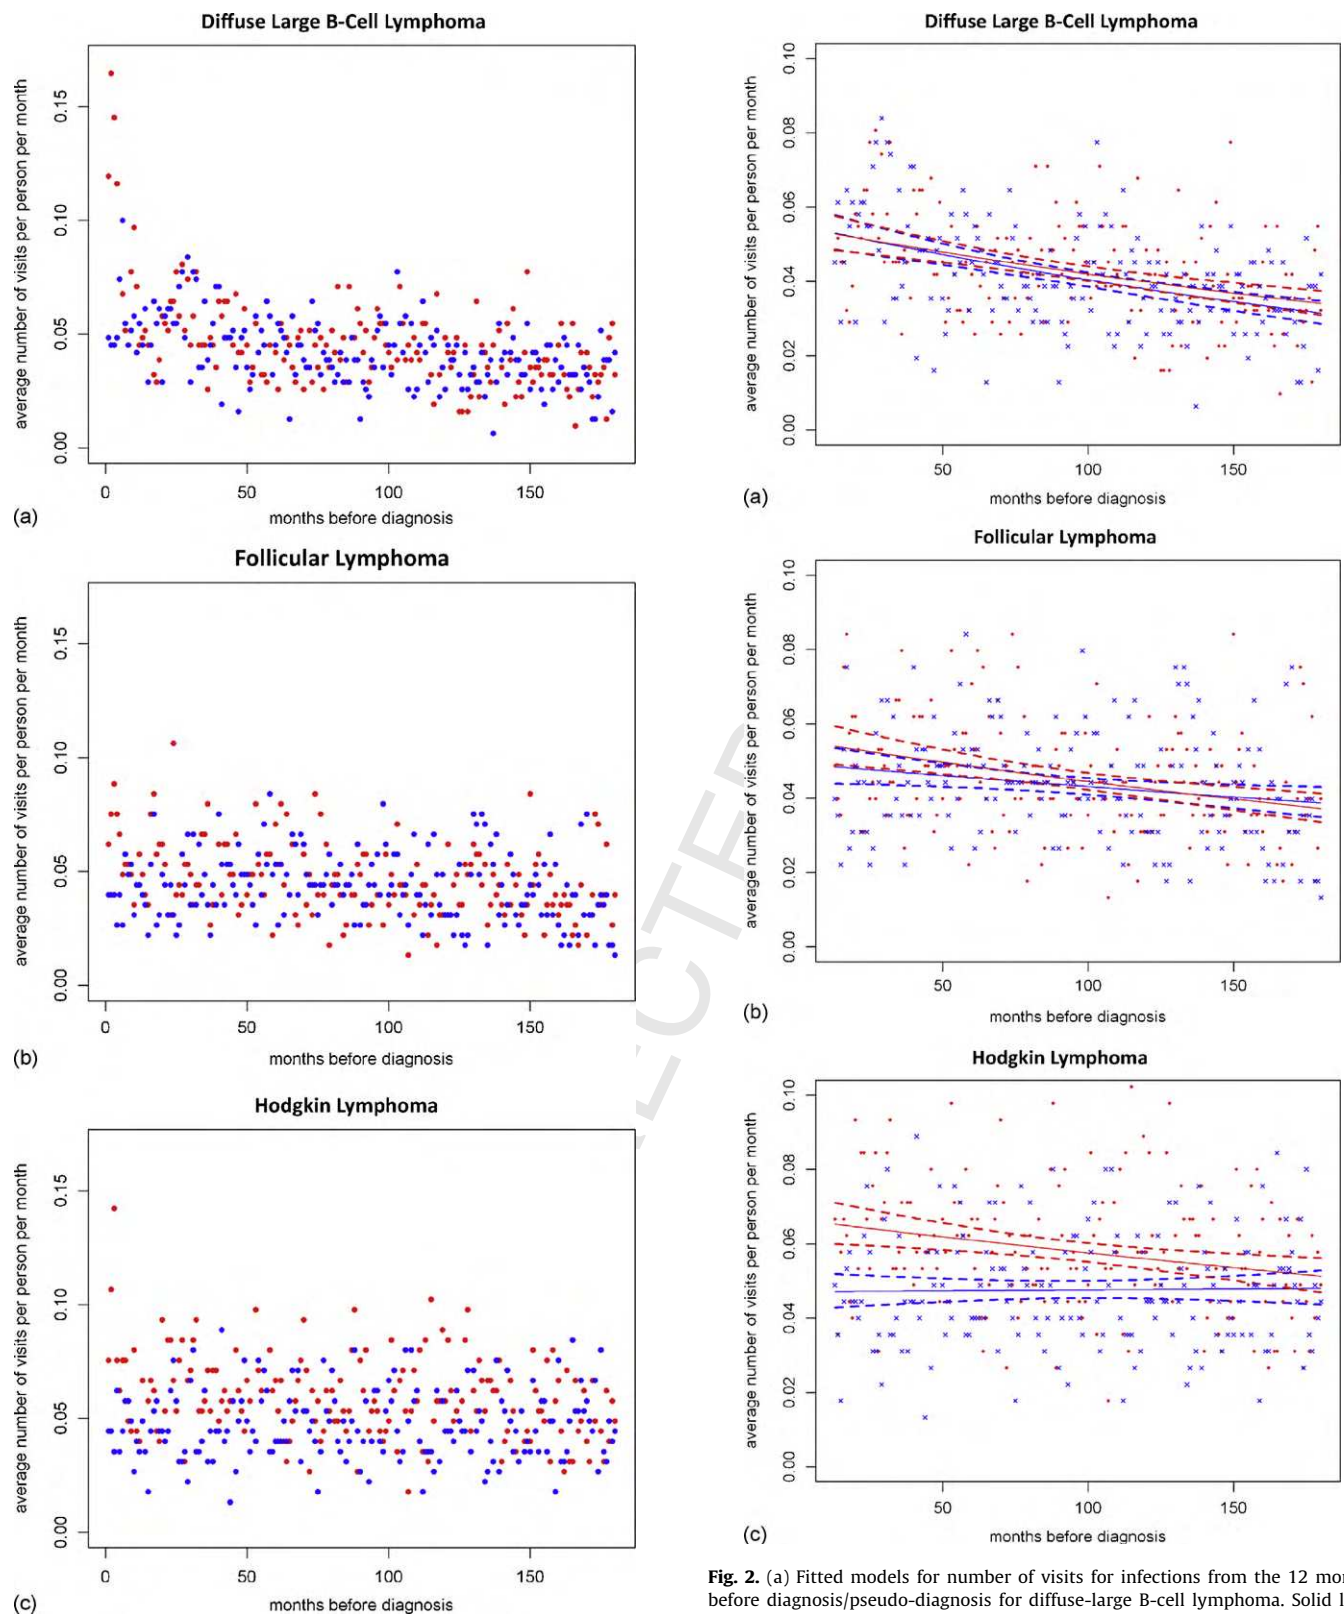 Diffuse Large B-Cell Lymphoma
average number of visits per person per month
0.15
0.10
0.05
0.00
0 50 100 150
months before diagnosis
(a)
Follicular Lymphoma
average number of visits per person per month
0.15
0.10
0.05
0.00
0 50 100 150
months before diagnosis
(b)
Hodgkin Lymphoma
average number of visits per person per month
0.15
0.10
0.05
0.00
0 50 100 150
months before diagnosis
(c)
Diffuse Large B-Cell Lymphoma
average number of visits per person per month
0.10
0.08
0.06
0.04
0.02
0.00
50 100 150
months before diagnosis
(a)
Follicular Lymphoma
average number of visits per person per month
0.10
0.08
0.06
0.04
0.02
0.00
50 100 150
months before diagnosis
(b)
Hodgkin Lymphoma
average number of visits per person per month
0.10
0.08
0.06
0.04
0.02
0.00
50 100 150
months before diagnosis
(c)
Fig. 2. (a) Fitted models for number of visits for infections from the 12 mo
before diagnosis/pseudo-diagnosis for diffuse-large B-cell lymphoma. Solid l